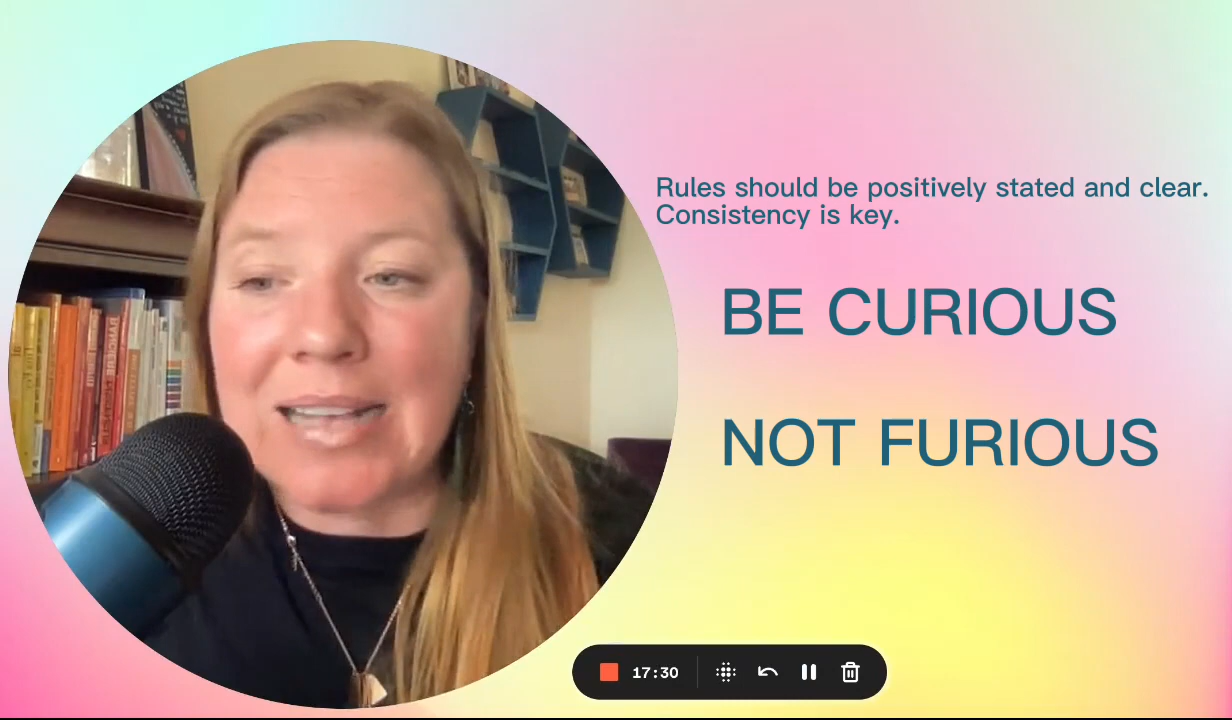 Rules should be positively stated and clear.
Consistency is key.
BE CURIOUS
NOT FURIOUS
17:30